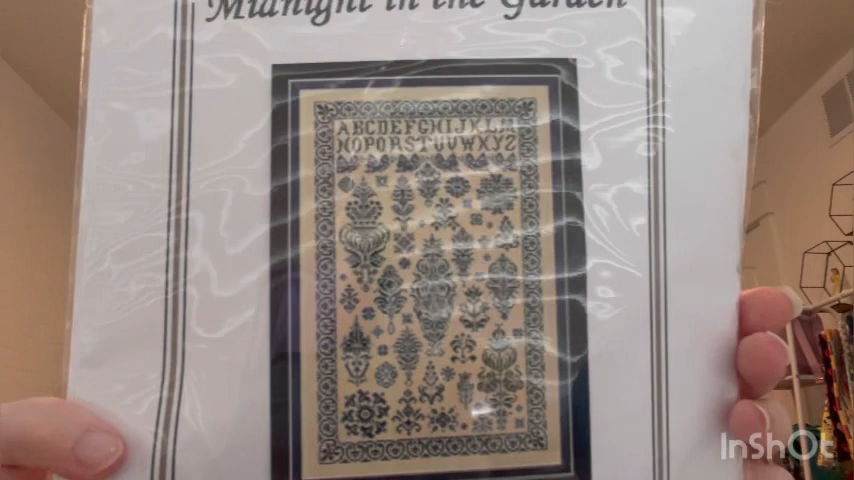 Midnight in the Garden
ABCDEFGHIJKLM
NOPQRSTUVWXYZ
InShOt